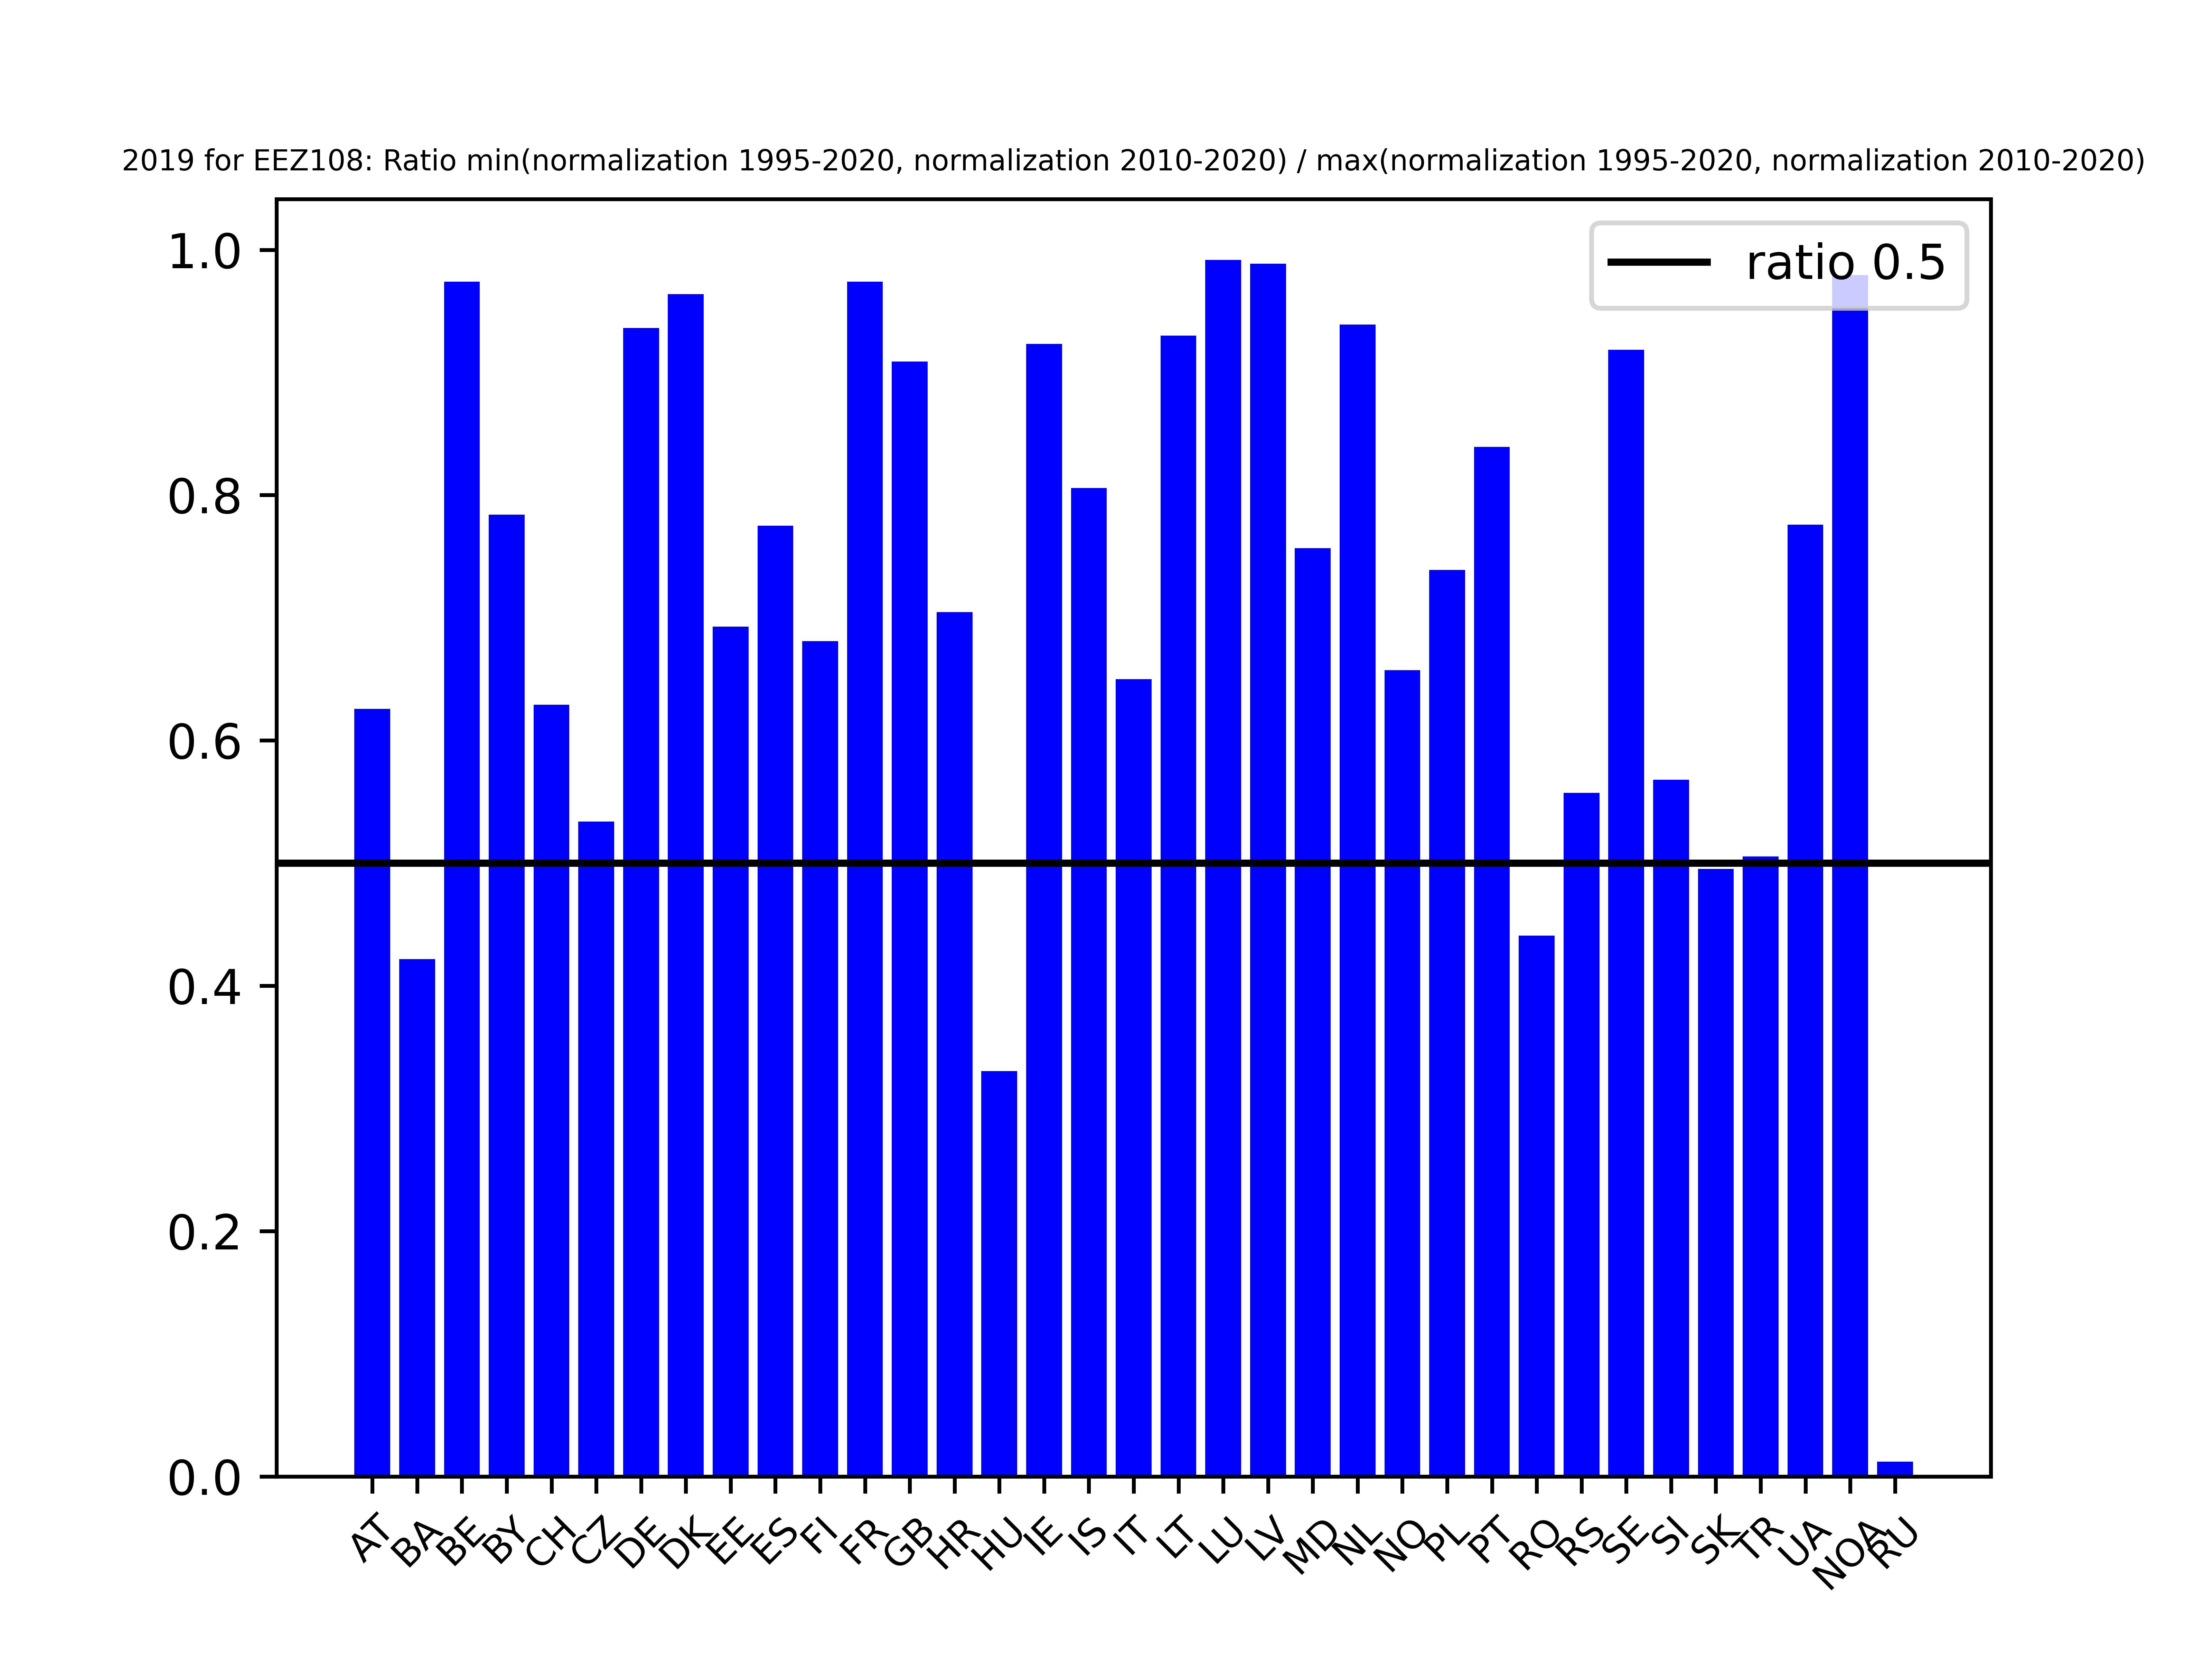 2019 for EEZ108: Ratio min(normalization 1995-2020, normalization 2010-2020) / max(normalization 1995-2020, normalization 2010-2020)
ratio 0.5
1.0
0.8
0.6
0.4
0.2
0.0
AT BA BE BY CH CZ DE DK EE ES FI FR GB HR HU IE IS IT LT LU LV MD NL NO PL PT RO RS SE SI SK TR UA NOA RU